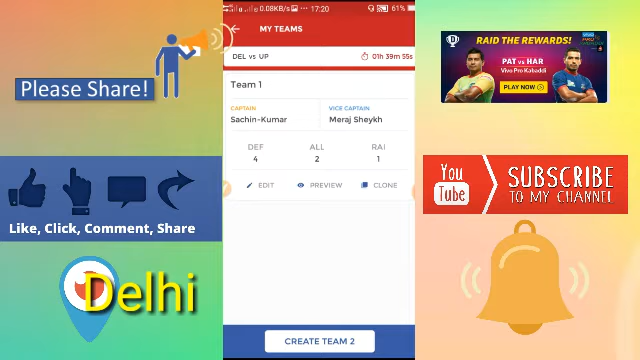 Please Share!
Like, Click, Comment, Share
Delhi
0.08KB/s
17:20
61%
MY TEAMS
DEL vs UP
01h 39m 55s
Team 1
CAPTAIN
Sachin-Kumar
VICE CAPTAIN
Meraj Sheykh
DEF
4
ALL
2
RAI
1
EDIT
PREVIEW
CLONE
CREATE TEAM 2
RAID THE REWARDS!
PAT vs HAR
Vivo Pro Kabaddi
PLAY NOW
You
Tube
SUBSCRIBE
TO MY CHANNEL